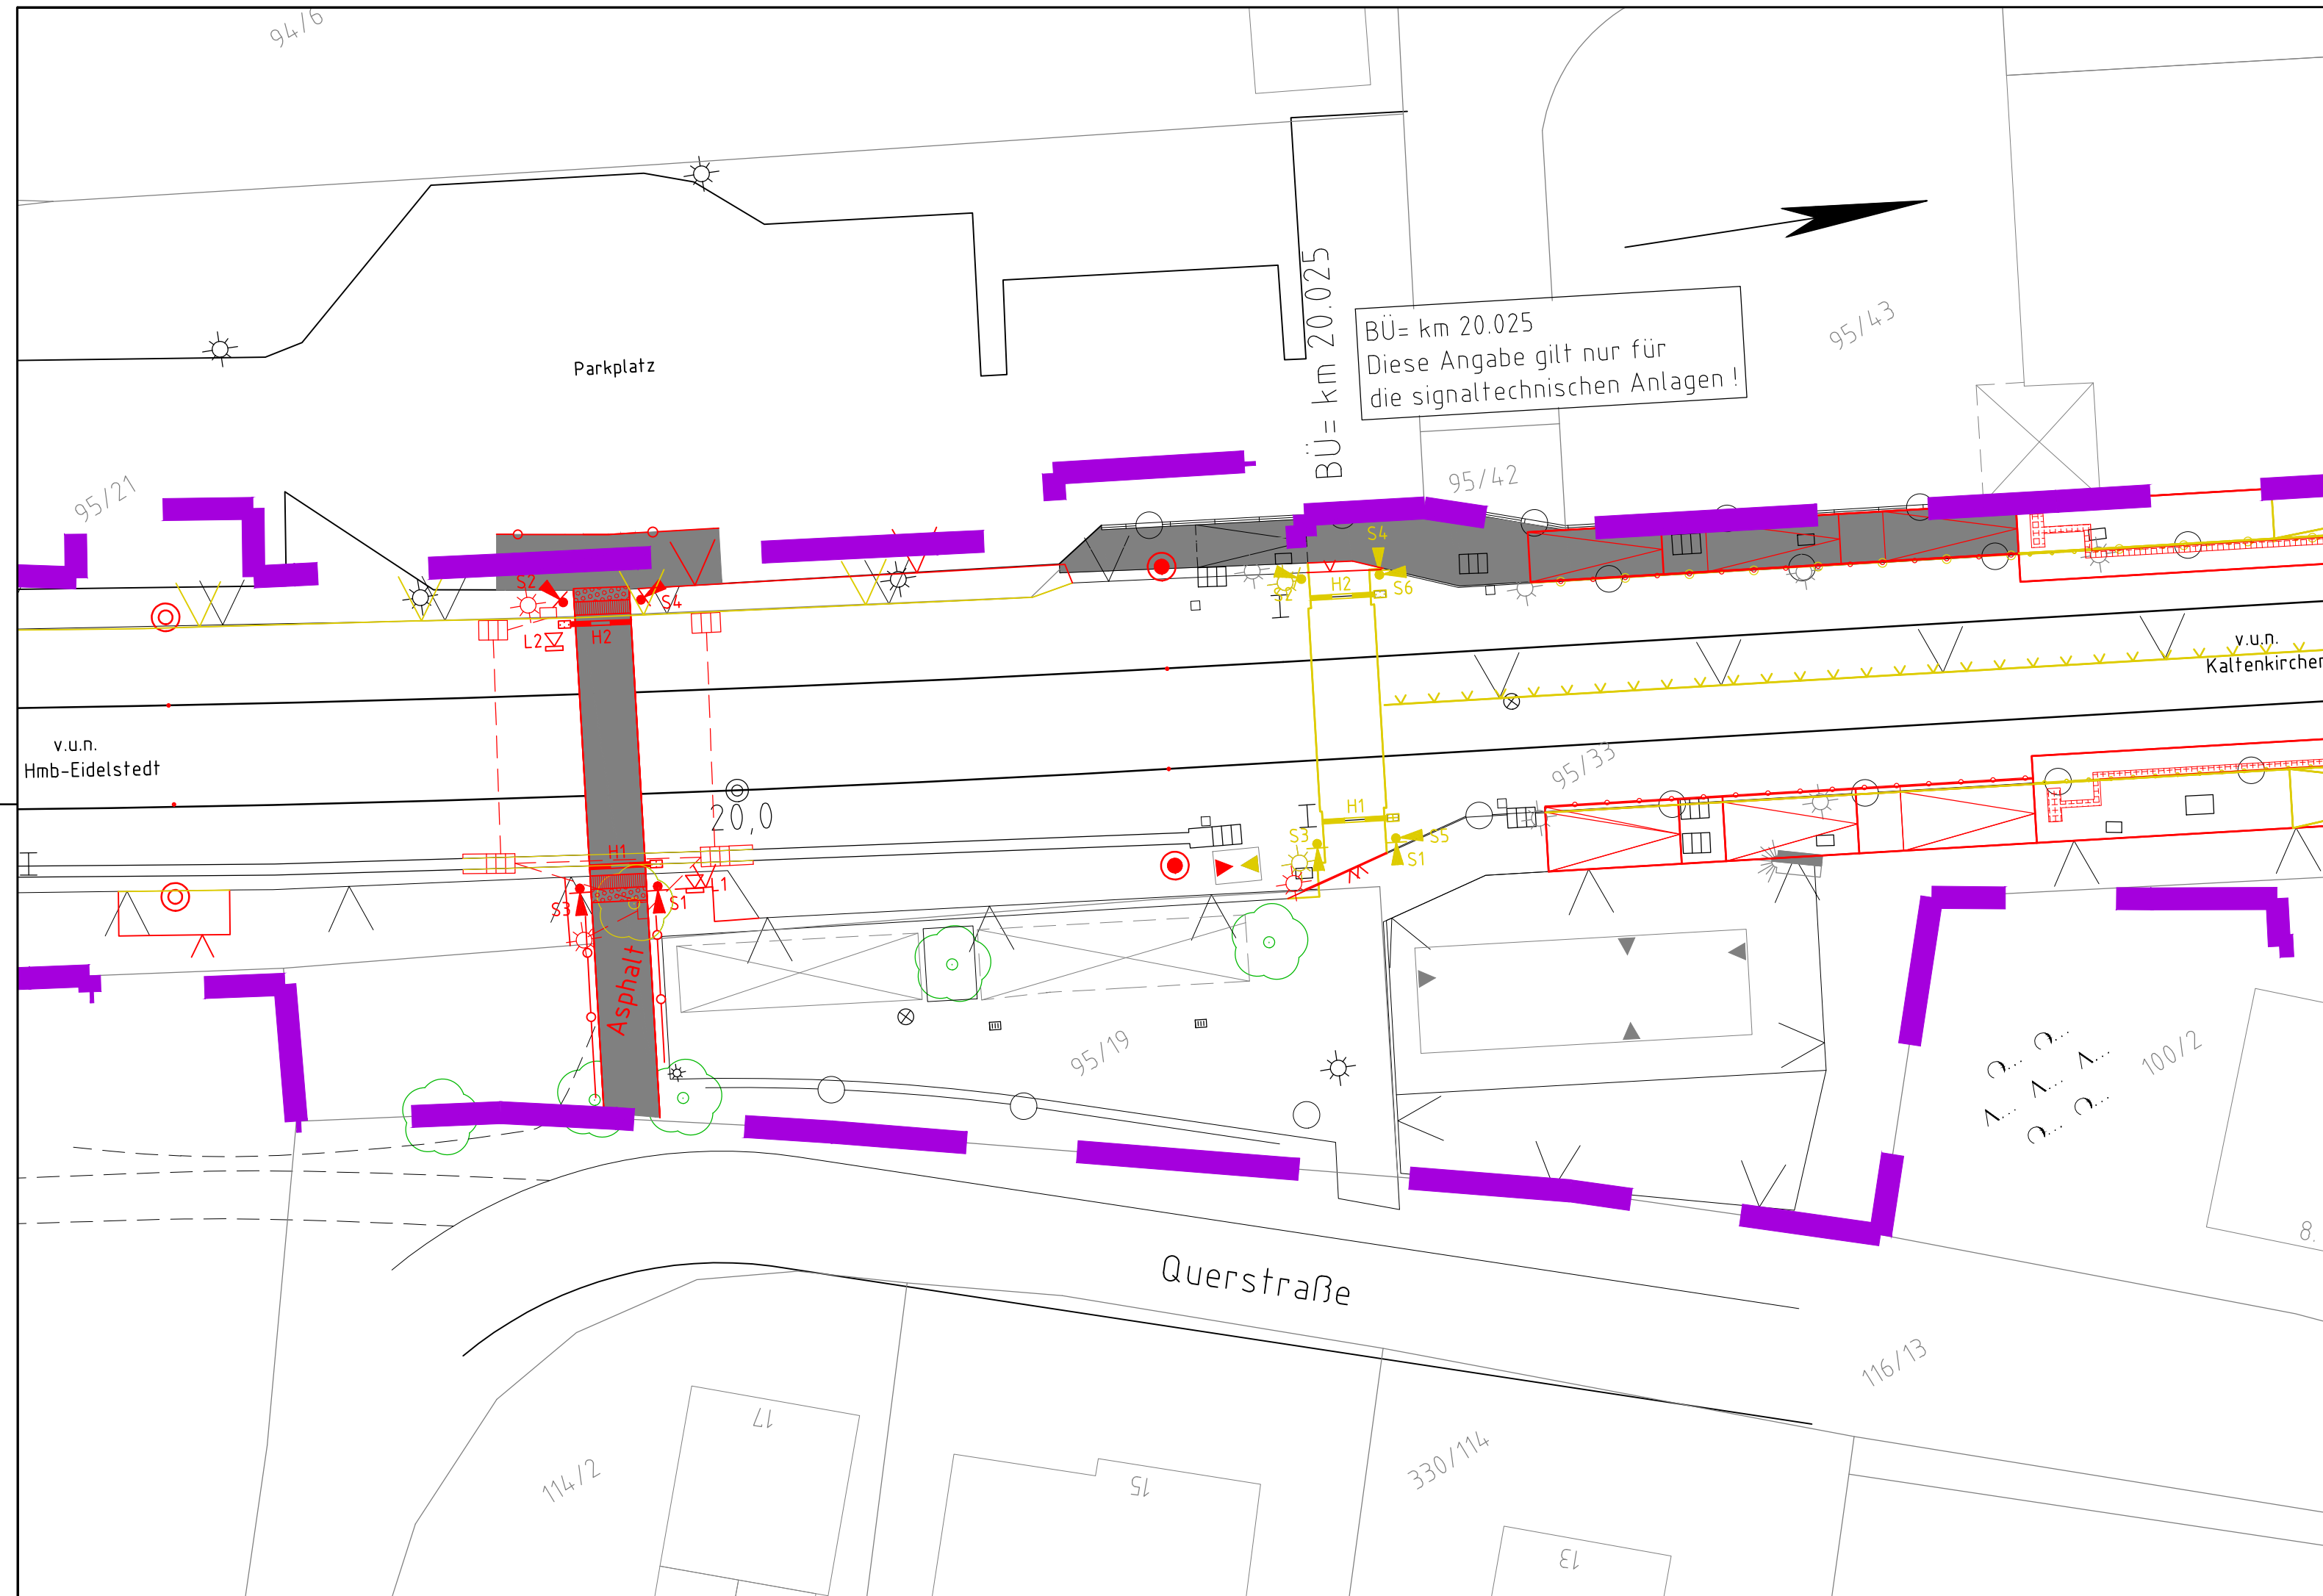 94/6
BÜ= km 20.025
BÜ= km 20.025
Diese Angabe gilt nur für
die signaltechnischen Anlagen !
95/43
Parkplatz
95/21
95/42
S4
S2
S4
H2
L2
S2
H2
S6
v.u.n.
Kaltenkirchen
v.u.n.
Hmb-Eidelstedt
95/33
20,0
H1
H1
S3
S5
S1
L1
S3
S1
Asphalt
95/19
100/2
8.
Querstraße
116/13
17
114/2
15
330/114
13